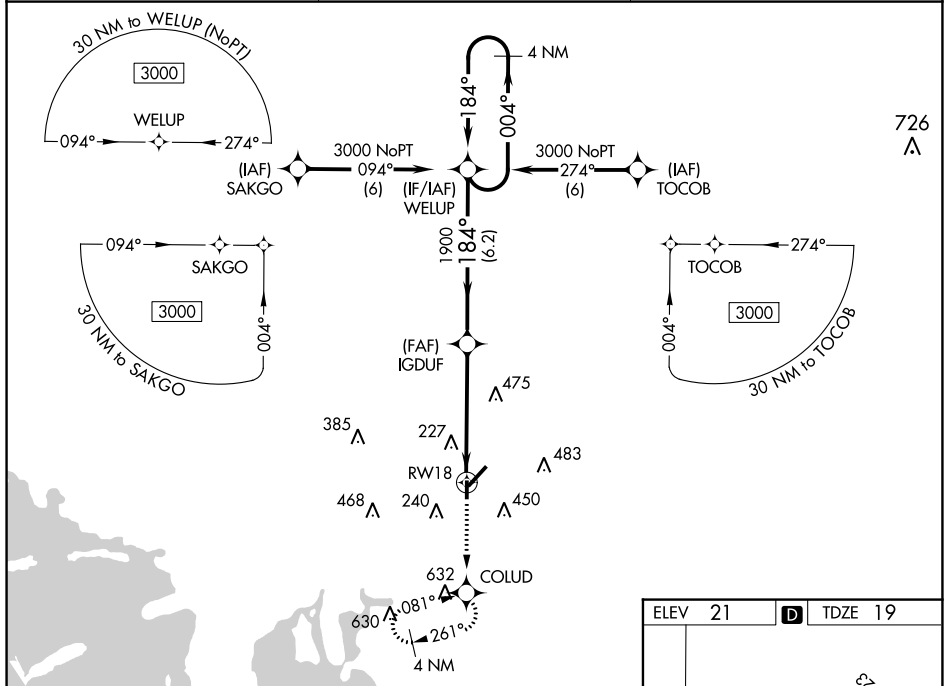 30 NM to WELUP (NoPT)
3000
WELUP
094°
274°
4 NM
184°
004°
726
3000 NoPT
094°
(6)
(IAF)
SAKGO
(IF/IAF)
WELUP
3000 NoPT
274°
(6)
(IAF)
TOCOB
1900
184°
(6.2)
094°
SAKGO
3000
004°
30 NM to SAKGO
274°
TOCOB
3000
004°
30 NM to TOCOB
(FAF)
IGDUF
475
385
227
483
RW18
468
240
450
632
COLUD
630
081°
261°
4 NM
ELEV 21
D
TDZE 19
23